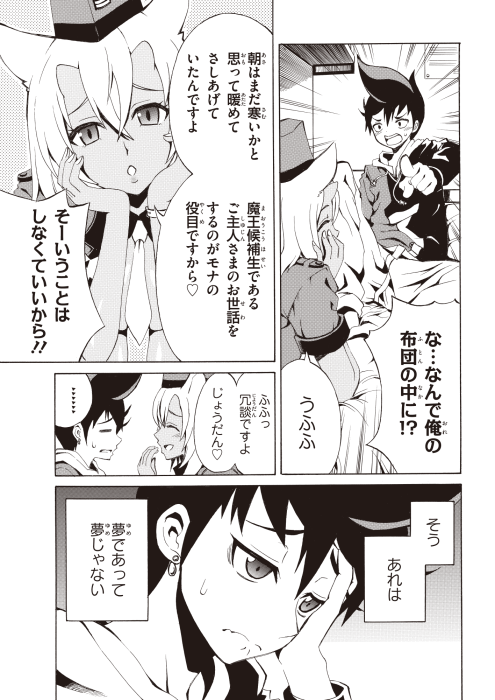 な…なんで俺の
布団の中に!?
うふふ
朝はまだ寒いかと
思って暖めて
さしあげて
いたんですよ
魔王候補生である
ご主人さまのお世話を
するのがモナの
役目ですから♡
そーいうことは
しなくていいから!!
ふふっ
冗談ですよ
じょうだん♡
そう
あれは
夢であって
夢じゃない